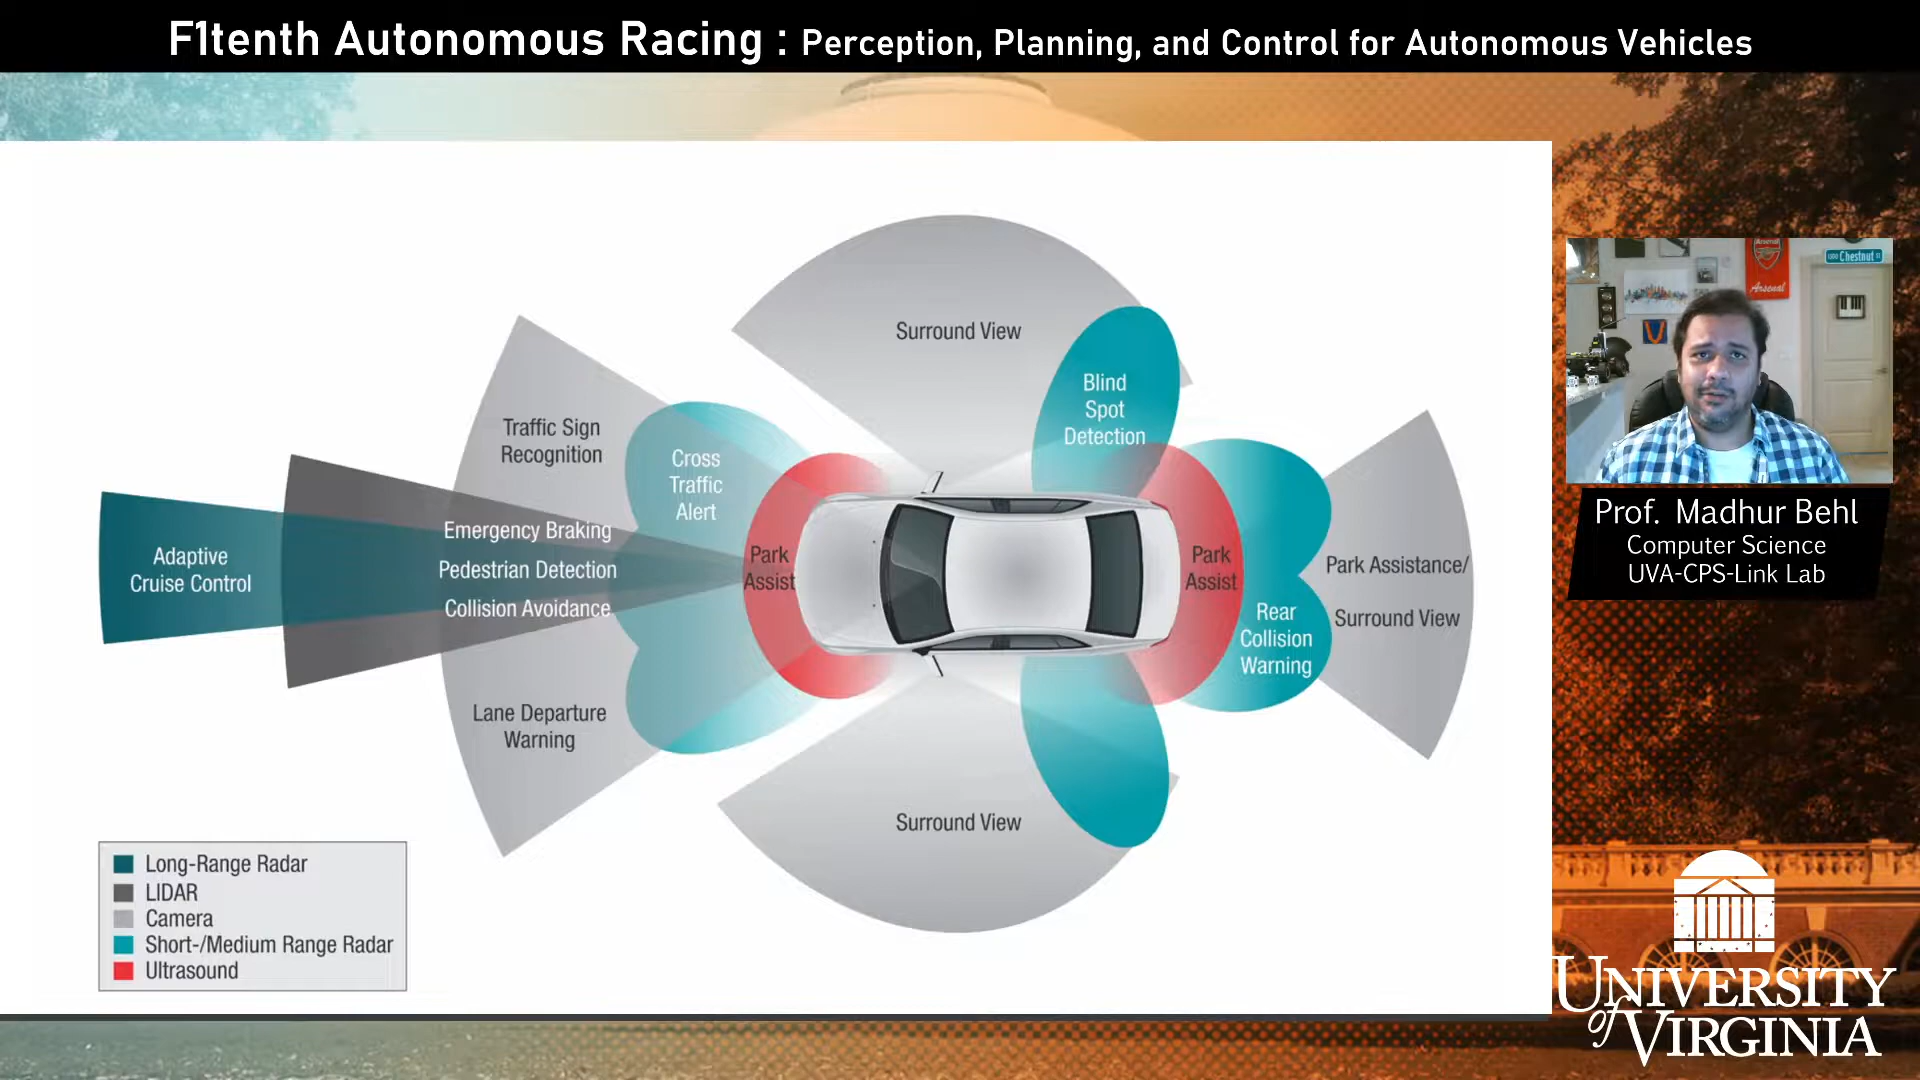 F1tenth Autonomous Racing : Perception, Planning, and Control for Autonomous Vehicles
Surround View
Blind
Spot
Detection
Traffic Sign
Recognition
Cross
Traffic
Alert
Emergency Braking
Pedestrian Detection
Collision Avoidance
Adaptive
Cruise Control
Park
Assist
Park
Assist
Park Assistance/
Surround View
Rear
Collision
Warning
Lane Departure
Warning
Surround View
Long-Range Radar
LIDAR
Camera
Short-/Medium Range Radar
Ultrasound
Arsenal
Chestnut
Arsenal
Prof. Madhur Behl
Computer Science
UVA-CPS-Link Lab
UNIVERSITY
of VIRGINIA